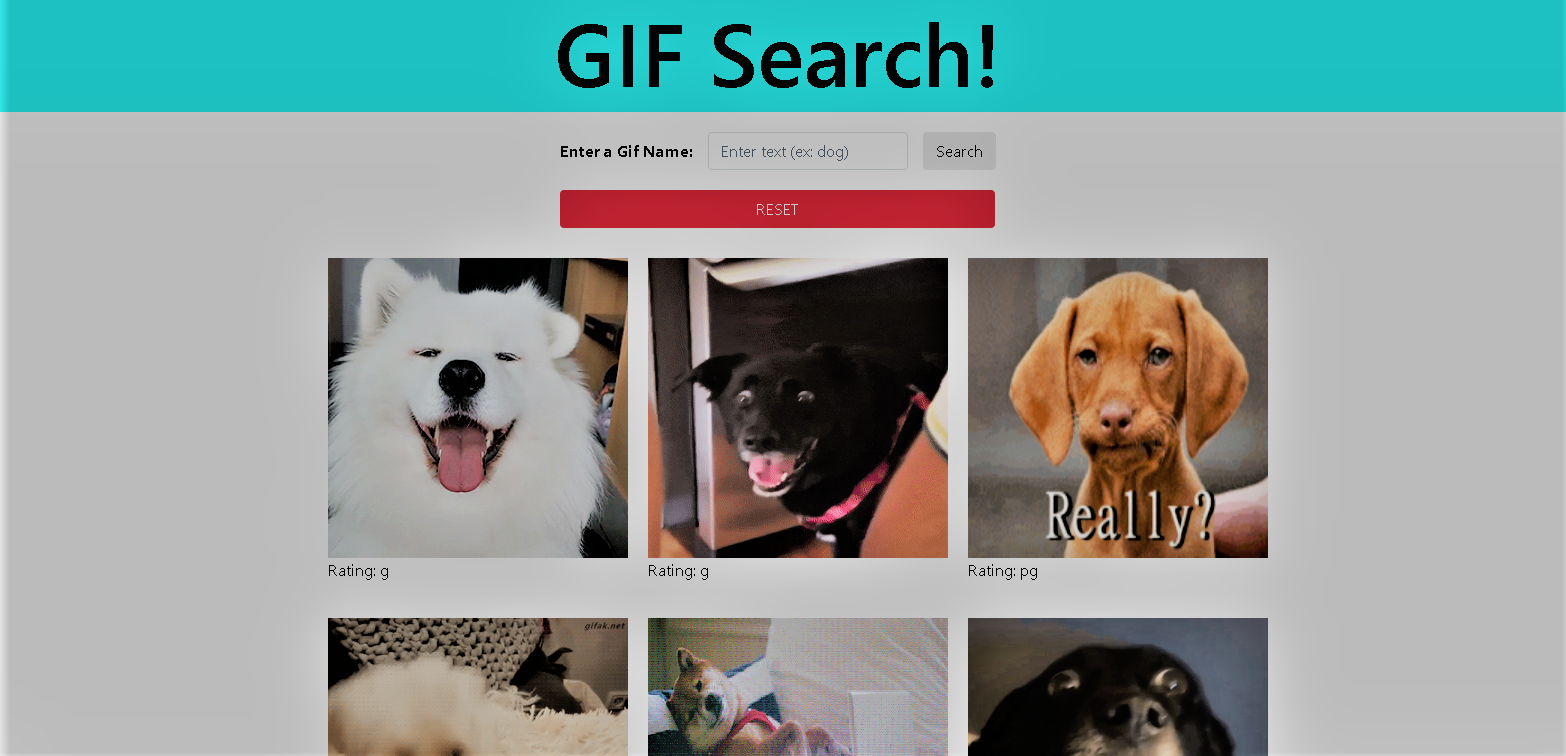 GIF Search!
Enter a Gif Name: Enter text (ex: dog) Search
RESET
Really?
Rating: g
Rating: g
Rating: pg
gifak.net